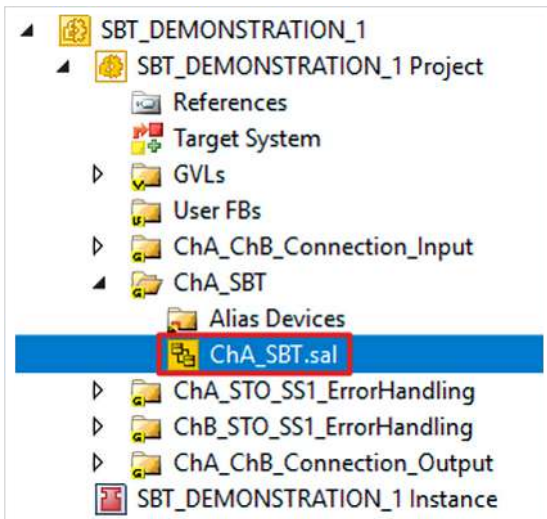 SBT_DEMONSTRATION_1
SBT_DEMONSTRATION_1 Project
References
Target System
GVLs
User FBs
ChA_ChB_Connection_Input
ChA_SBT
Alias Devices
ChA_SBT.sal
ChA_STO_SS1_ErrorHandling
ChB_STO_SS1_ErrorHandling
ChA_ChB_Connection_Output
SBT_DEMONSTRATION_1 Instance